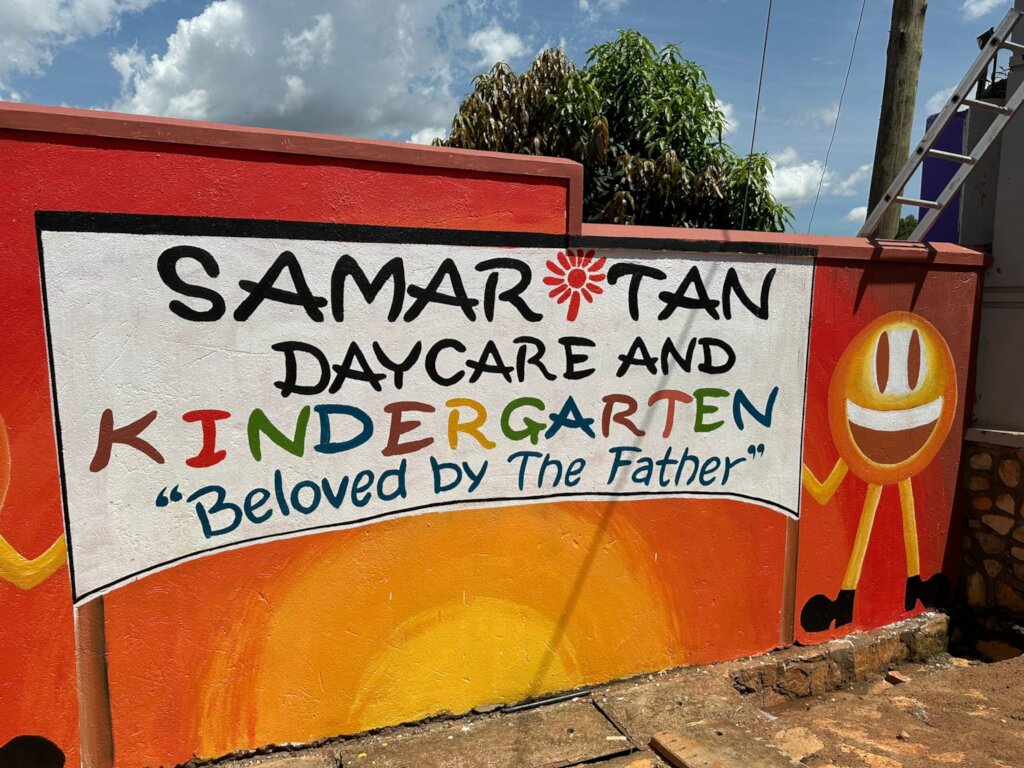 SAMARITAN
DAYCARE AND
KINDERGARTEN
"Beloved by The Father"